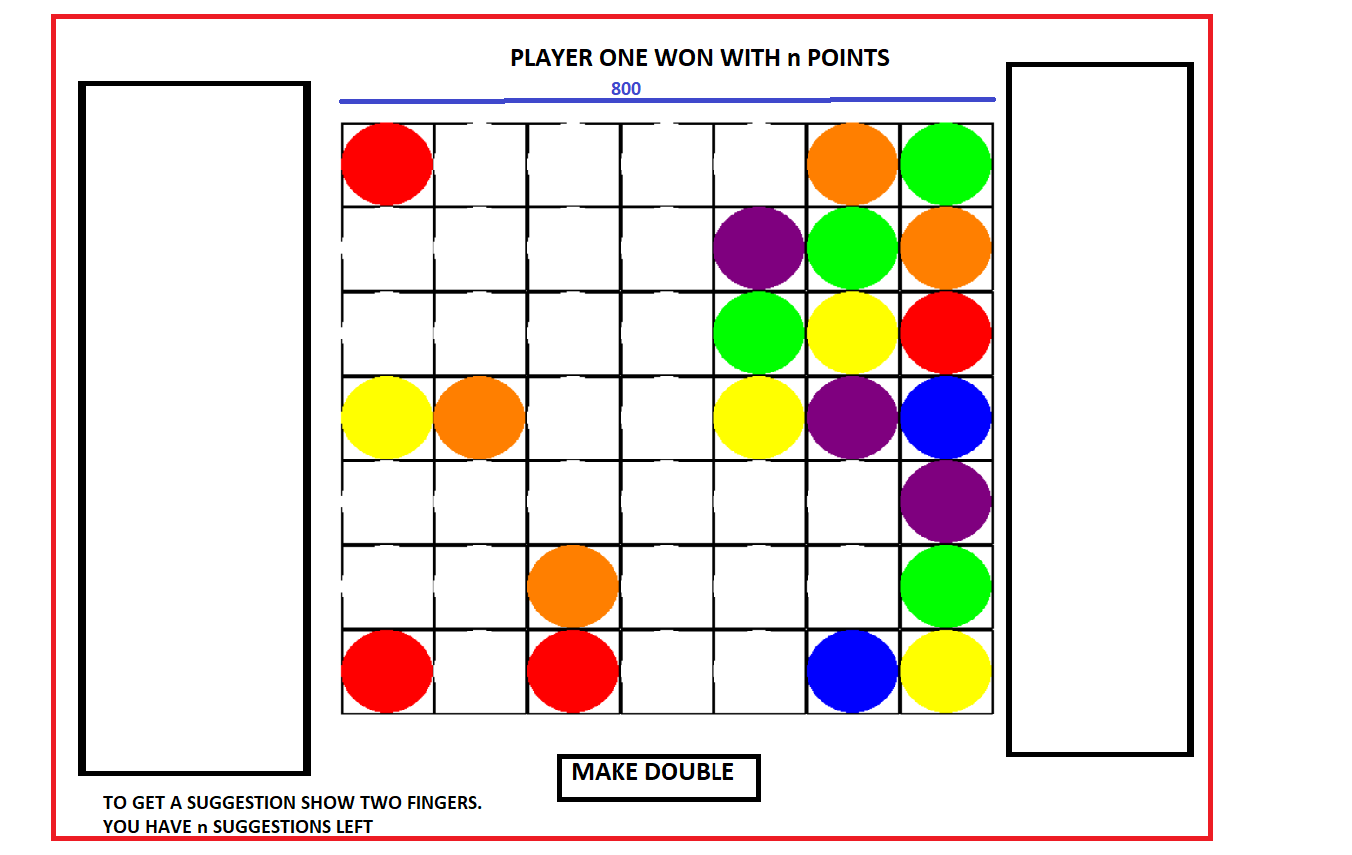 PLAYER ONE WON WITH n POINTS
800
MAKE DOUBLE
TO GET A SUGGESTION SHOW TWO FINGERS.
YOU HAVE n SUGGESTIONS LEFT